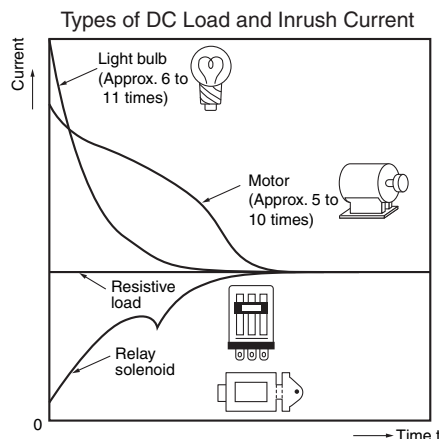 Types of DC Load and Inrush Current
Current
Light bulb
(Approx. 6 to
11 times)
Motor
(Approx. 5 to
10 times)
Resistive
load
Relay
solenoid
0
Time t